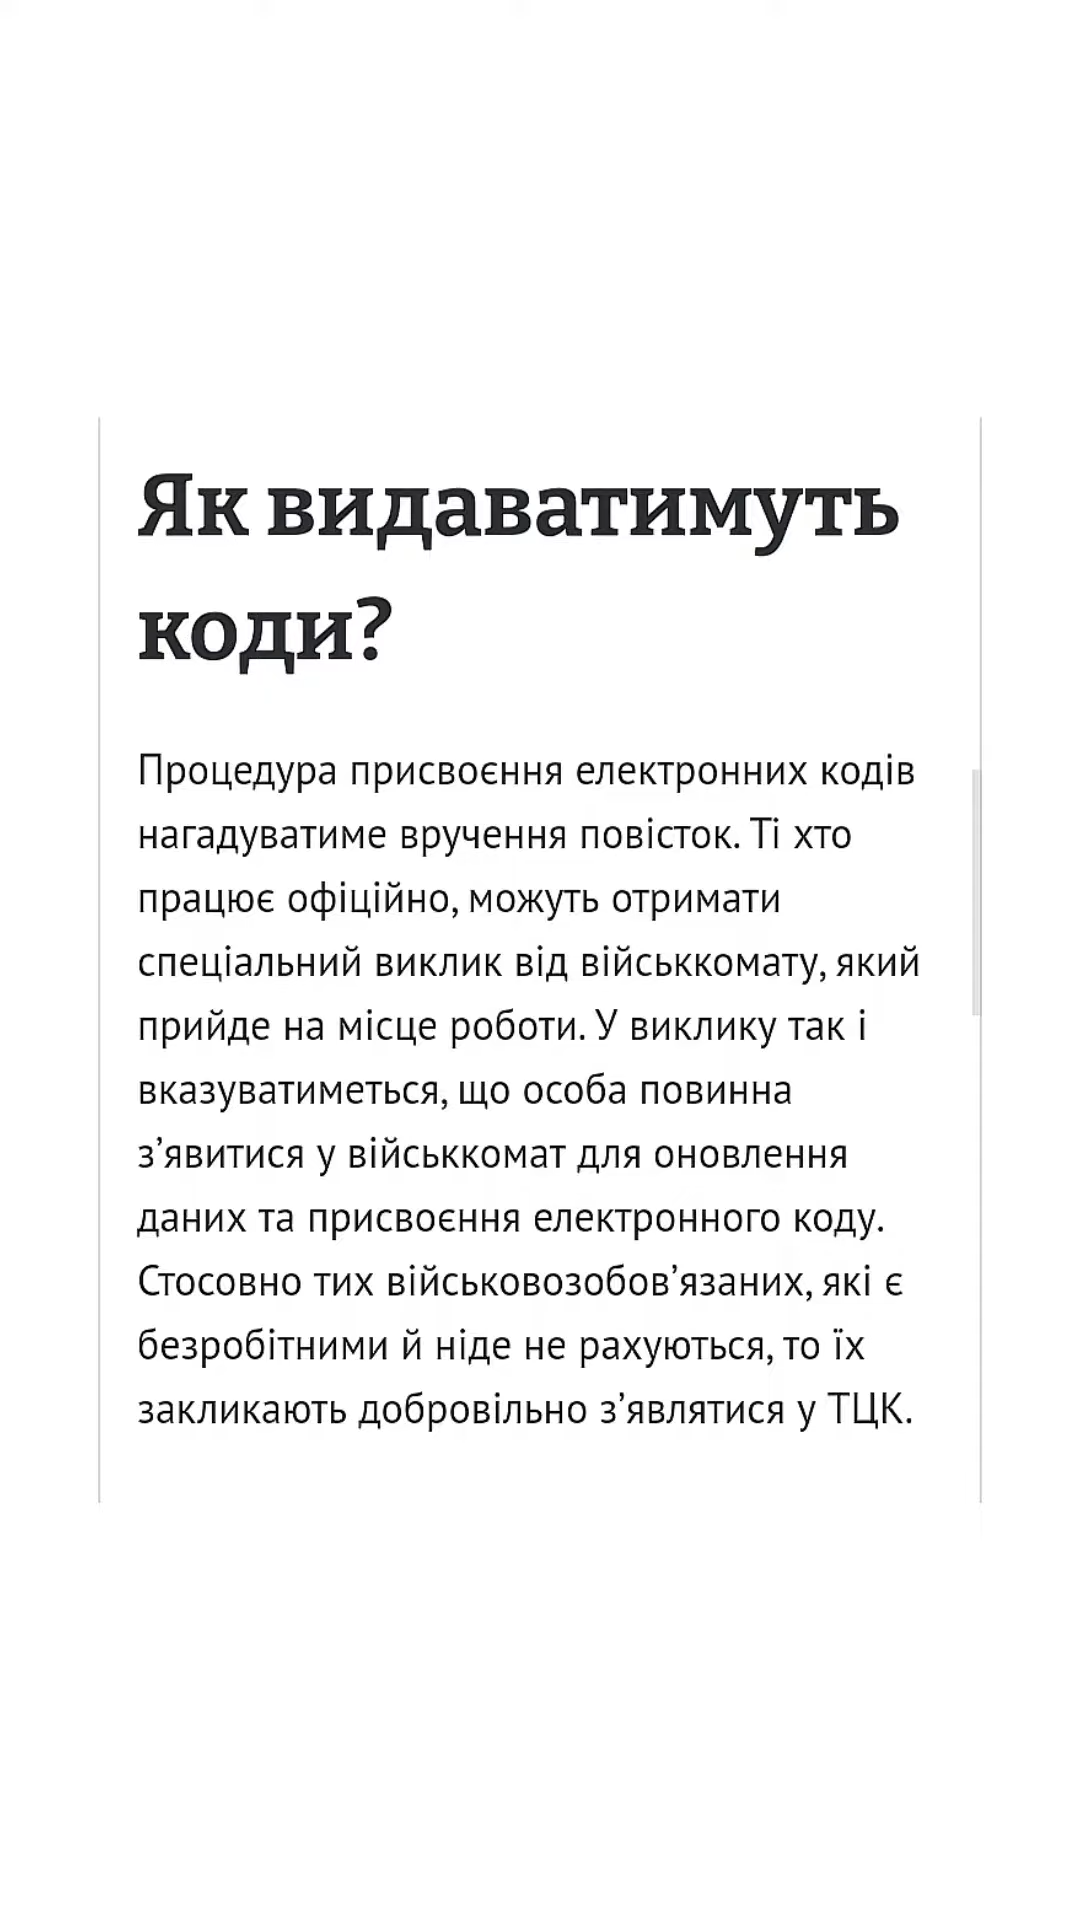 Як видаватимуть
коди?
Процедура присвоєння електронних кодів
нагадуватиме вручення повісток. Ті хто
працює офіційно, можуть отримати
спеціальний виклик від військкомату, який
прийде на місце роботи. У виклику так і
вказуватиметься, що особа повинна
з’явитися у військкомат для оновлення
даних та присвоєння електронного коду.
Стосовно тих військовозобов’язаних, які є
безробітними й ніде не рахуються, то їх
закликають добровільно з’являтися у ТЦК.